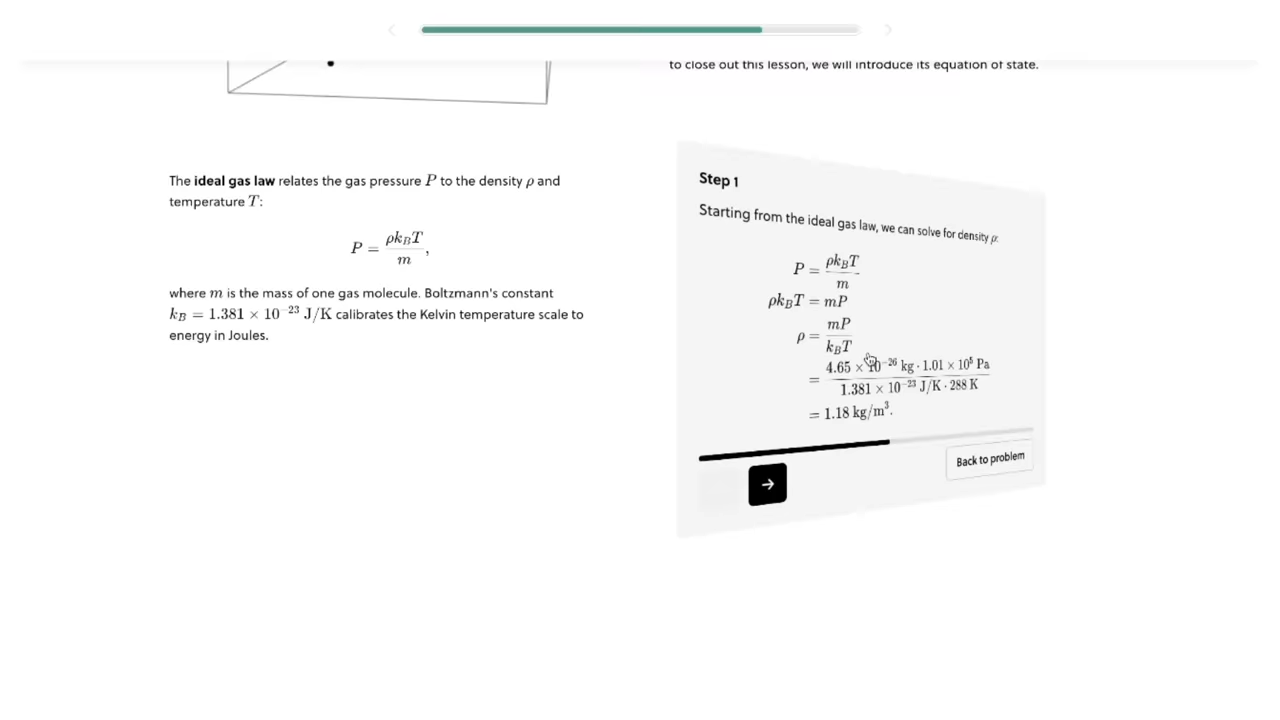 to close out this lesson, we will introduce its equation of state.
The ideal gas law relates the gas pressure P to the density ρ and
temperature T:
P = ρk_BT / m,
where m is the mass of one gas molecule. Boltzmann's constant
k_B = 1.381 × 10⁻²³ J/K calibrates the Kelvin temperature scale to
energy in Joules.
Step 1
Starting from the ideal gas law, we can solve for density ρ:
P = ρk_BT / m
ρk_BT = mP
ρ = mP / k_BT
= 4.65 × 10⁻²⁶ kg · 1.01 × 10⁵ Pa / 1.381 × 10⁻²³ J/K · 288 K
= 1.18 kg/m³.
Back to problem